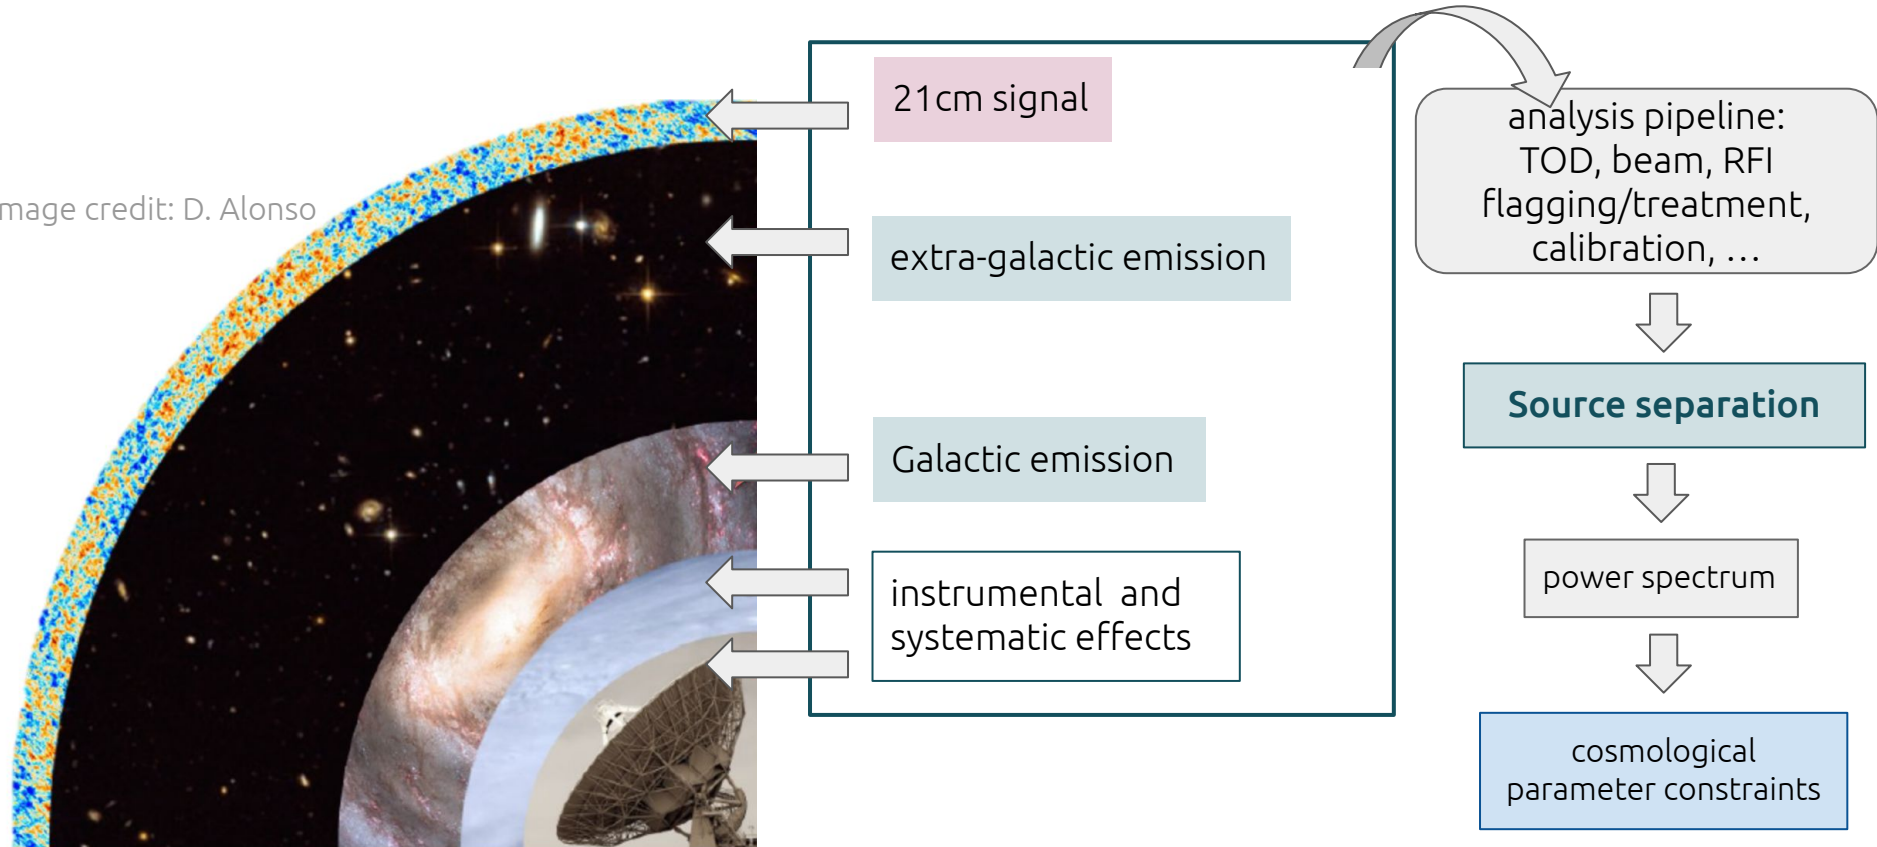 21cm signal
mage credit: D. Alonso
extra-galactic emission
Galactic emission
instrumental and
systematic effects
analysis pipeline:
TOD, beam, RFI
flagging/treatment,
calibration, …
Source separation
power spectrum
cosmological
parameter constraints